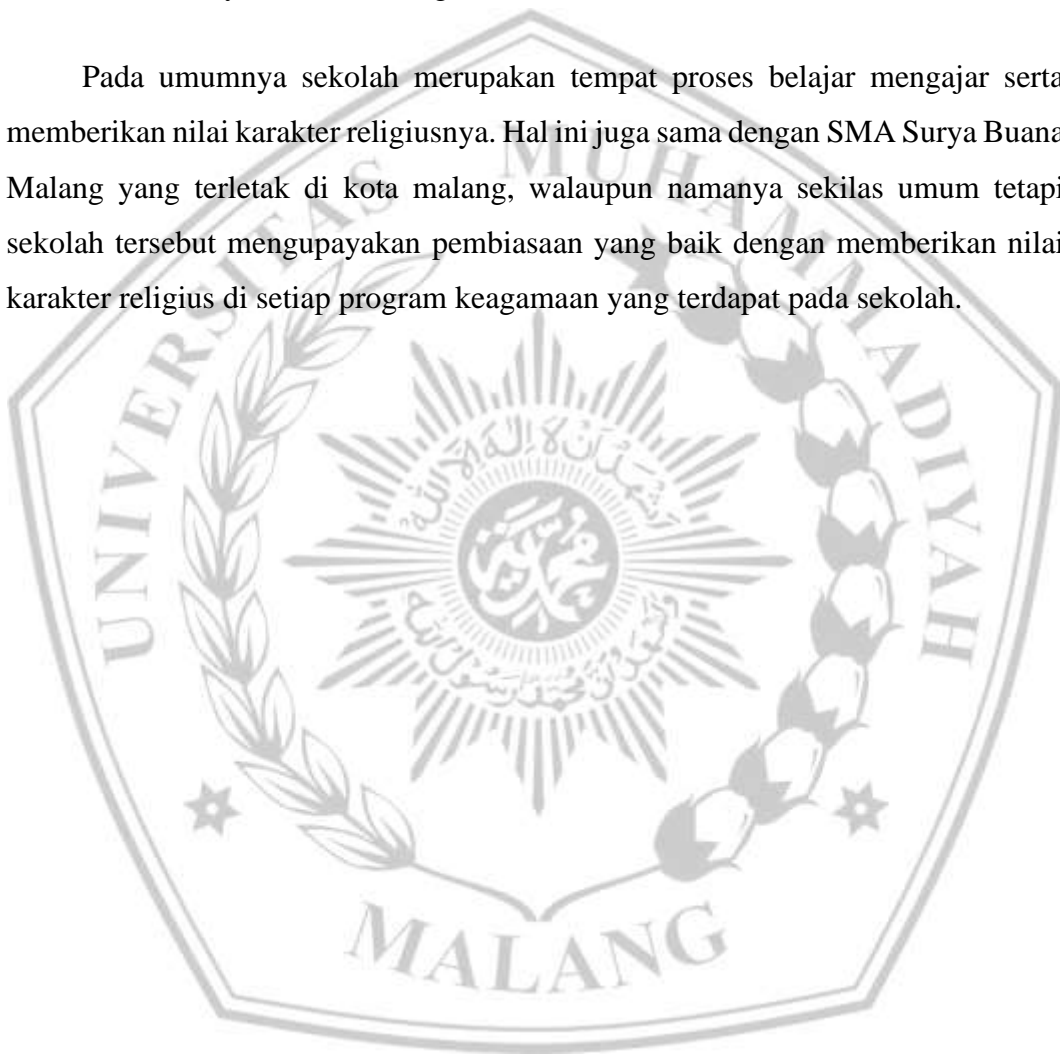 Pada umumnya sekolah merupakan tempat proses belajar mengajar serta
memberikan nilai karakter religiusnya. Hal ini juga sama dengan SMA Surya Buana
Malang yang terletak di kota malang, walaupun namanya sekilas umum tetapi
sekolah tersebut mengupayakan pembiasaan yang baik dengan memberikan nilai
karakter religius di setiap program keagamaan yang terdapat pada sekolah.
UNIVERSITAS MUHAMMADIYAH
MALANG